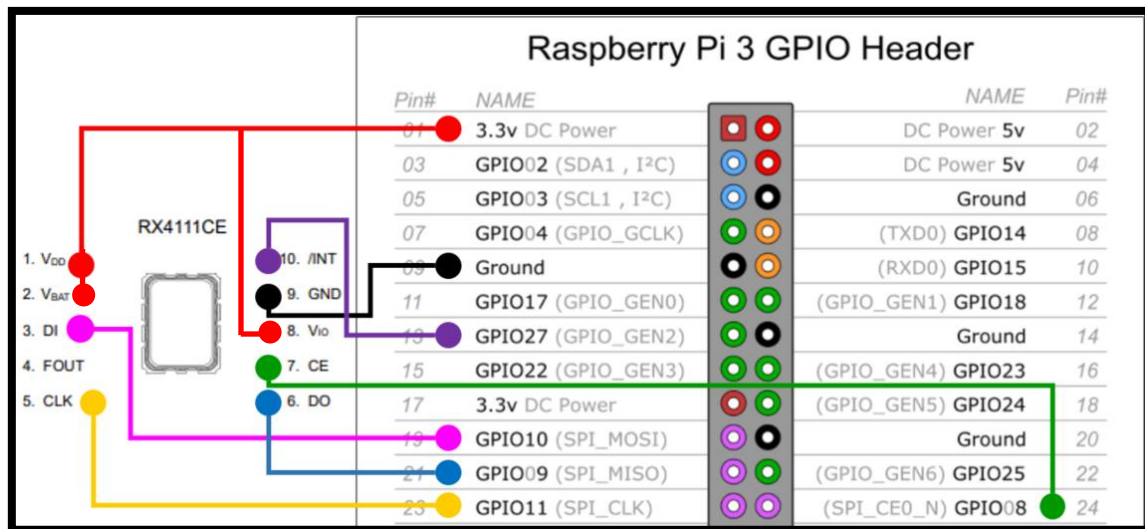 Raspberry Pi 3 GPIO Header
Pin# NAME NAME Pin#
01 3.3v DC Power DC Power 5v 02
03 GPIO02 (SDA1 , I²C) DC Power 5v 04
05 GPIO03 (SCL1 , I²C) Ground 06
RX4111CE
07 GPIO04 (GPIO_GCLK) (TXD0) GPIO14 08
1. VDD 10. /INT
09 Ground (RXD0) GPIO15 10
2. VBAT 9. GND
11 GPIO17 (GPIO_GEN0) (GPIO_GEN1) GPIO18 12
3. DI 8. VIO
13 GPIO27 (GPIO_GEN2) Ground 14
4. FOUT 7. CE
15 GPIO22 (GPIO_GEN3) (GPIO_GEN4) GPIO23 16
5. CLK 6. DO
17 3.3v DC Power (GPIO_GEN5) GPIO24 18
19 GPIO10 (SPI_MOSI) Ground 20
21 GPIO09 (SPI_MISO) (GPIO_GEN6) GPIO25 22
23 GPIO11 (SPI_CLK) (SPI_CE0_N) GPIO08 24